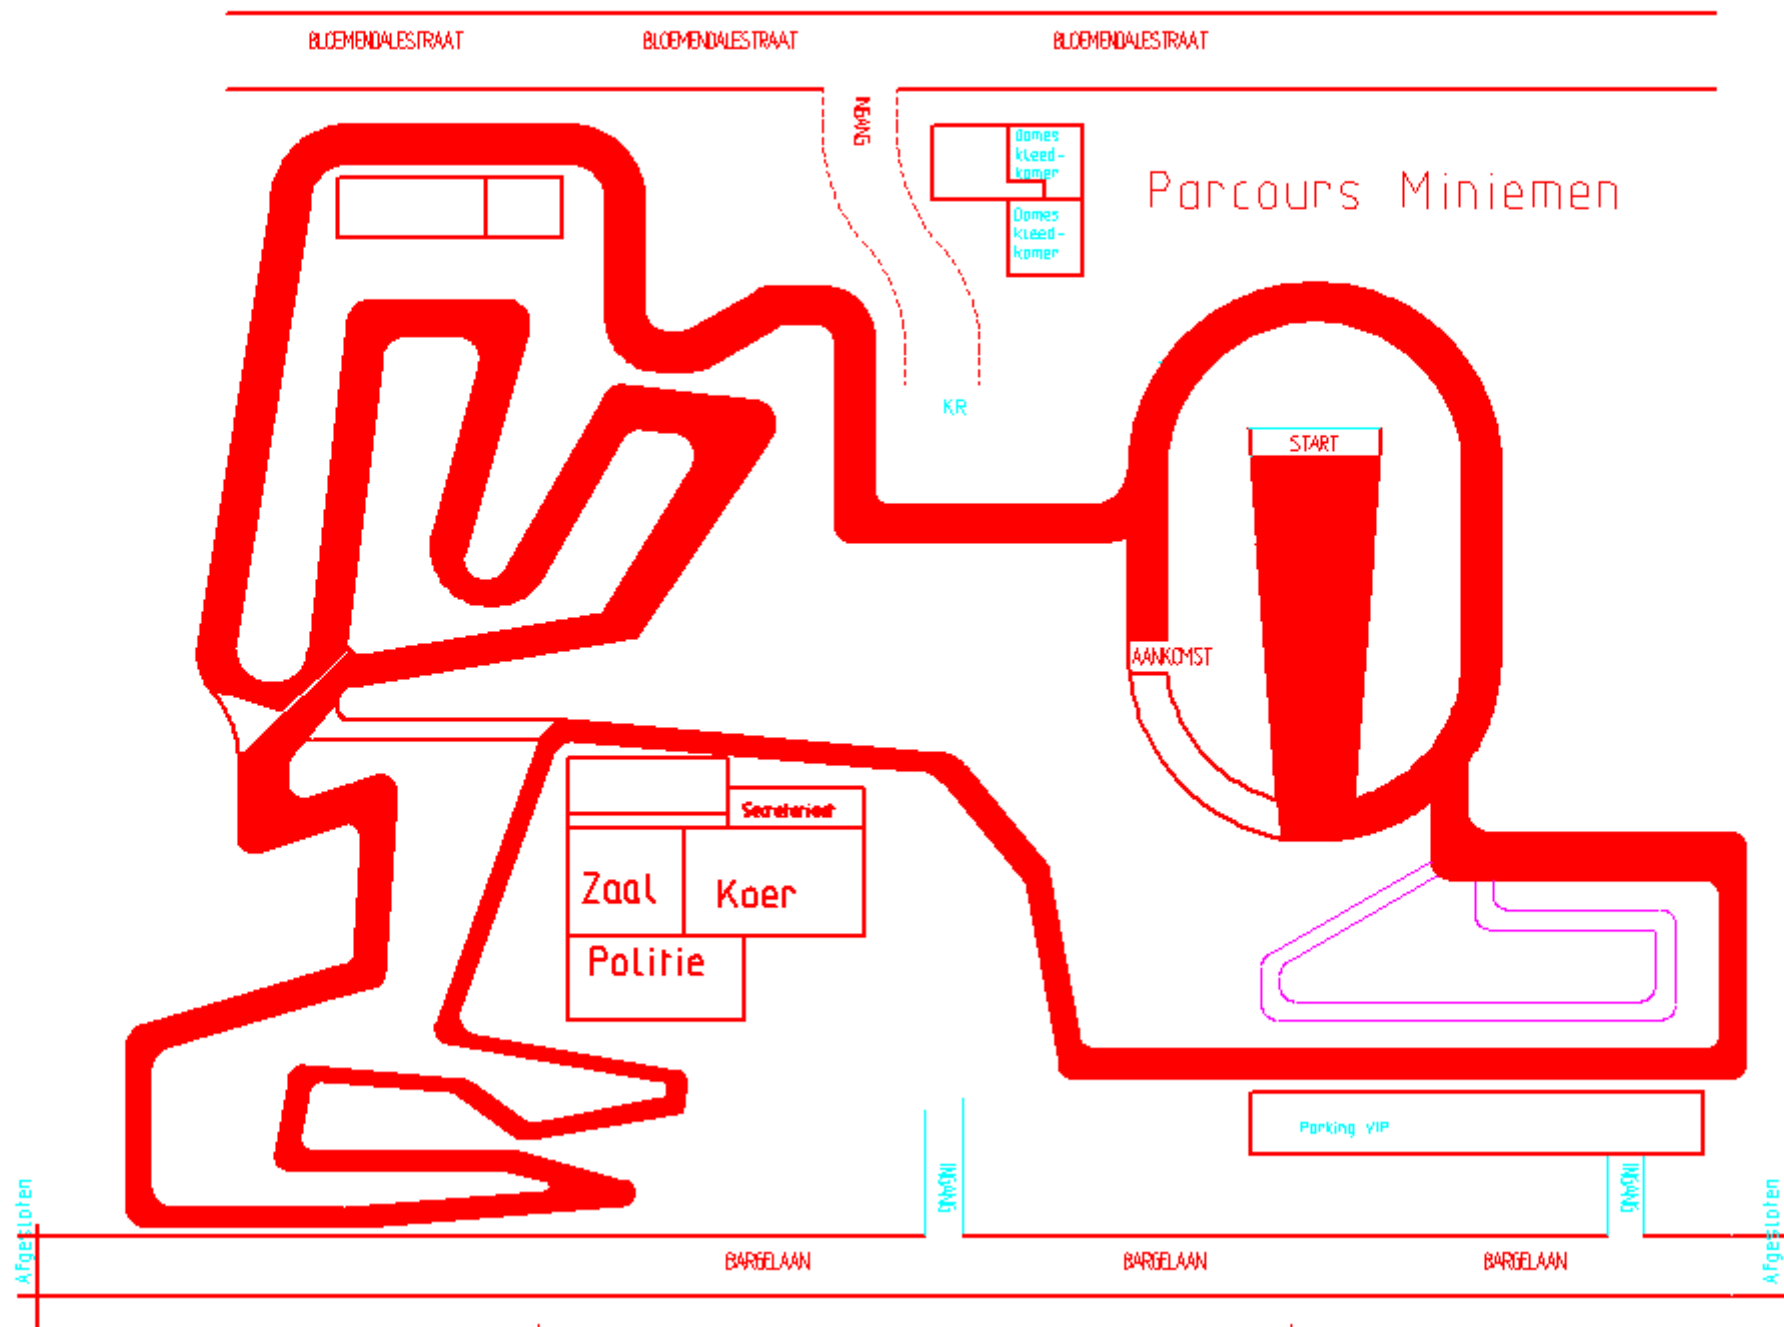 BLOEMENDALESTRAAT BLOEMENDALESTRAAT BLOEMENDALESTRAAT
INGANG
Dames
kleed-
kamer
Parcours Miniemen
Dames
kleed-
kamer
KR
START
AANKOMST
Secretariaat
Zaal
Koer
Politie
Parking VIP
INGANG
INGANG
Afgesloten
Afgesloten
BARGELAAN BARGELAAN BARGELAAN